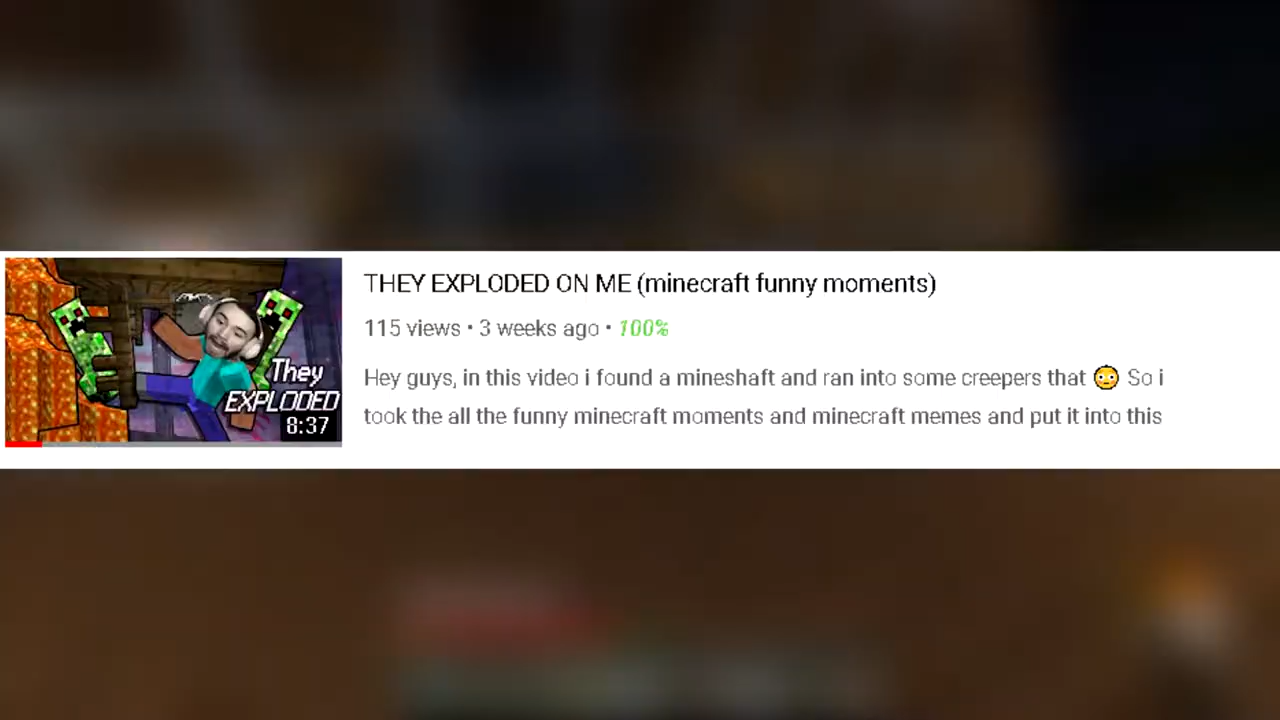 THEY EXPLODED ON ME (minecraft funny moments)
115 views • 3 weeks ago • 100%
Hey guys, in this video i found a mineshaft and ran into some creepers that 😳 So i
took the all the funny minecraft moments and minecraft memes and put it into this
They
EXPLODED
8:37